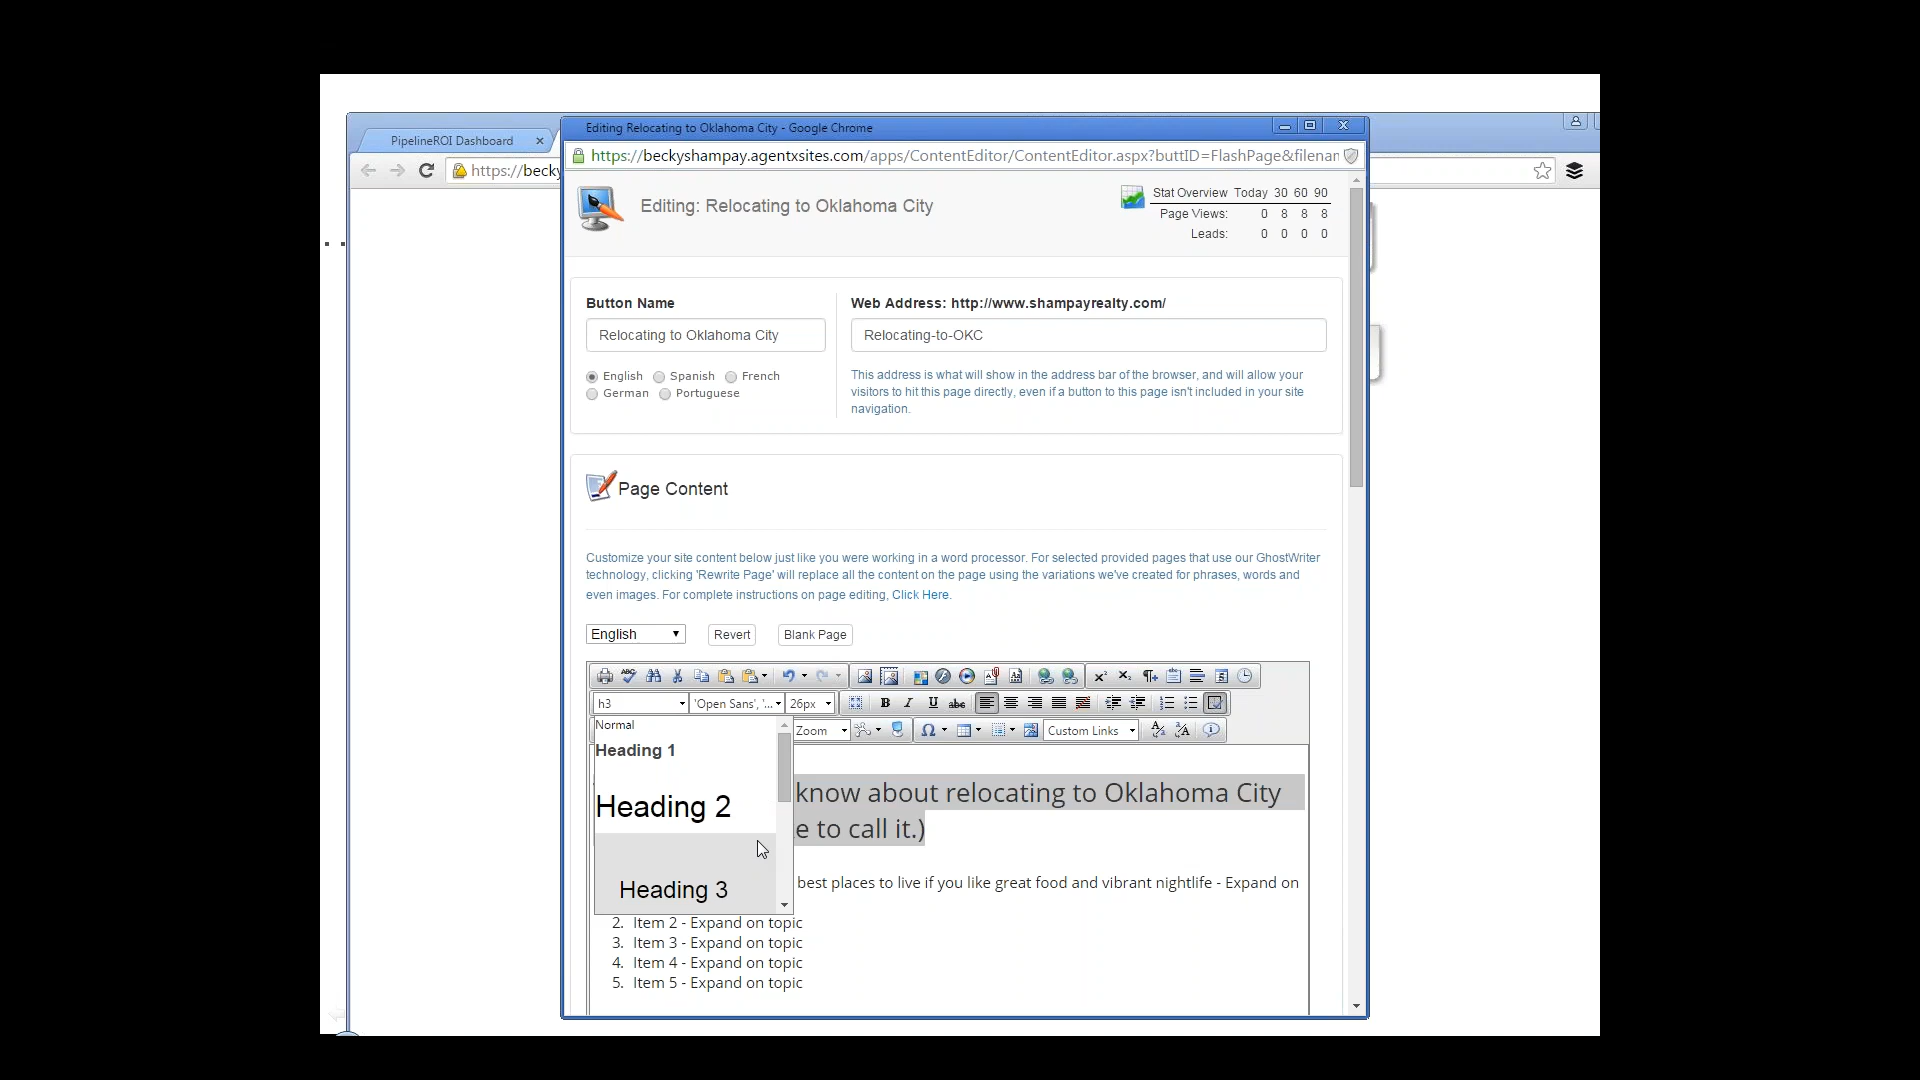 Editing Relocating to Oklahoma City - Google Chrome
PipelineROI Dashboard
https://beckyshampay.agentxsites.com/apps/ContentEditor/ContentEditor.aspx?buttID=FlashPage&filenam
https://becky
Editing: Relocating to Oklahoma City
Stat Overview Today 30 60 90
Page Views: 0 8 8 8
Leads: 0 0 0 0
Button Name
Web Address: http://www.shampayrealty.com/
Relocating to Oklahoma City
Relocating-to-OKC
English Spanish French
German Portuguese
This address is what will show in the address bar of the browser, and will allow your
visitors to hit this page directly, even if a button to this page isn't included in your site
navigation.
Page Content
Customize your site content below just like you were working in a word processor. For selected provided pages that use our GhostWriter
technology, clicking 'Rewrite Page' will replace all the content on the page using the variations we've created for phrases, words and
even images. For complete instructions on page editing, Click Here.
English Revert Blank Page
h3 'Open Sans', '... 26px B I U abc
Normal
Zoom Custom Links
Heading 1
Heading 2
Heading 3
know about relocating to Oklahoma City
e to call it.)
best places to live if you like great food and vibrant nightlife - Expand on
2. Item 2 - Expand on topic
3. Item 3 - Expand on topic
4. Item 4 - Expand on topic
5. Item 5 - Expand on topic